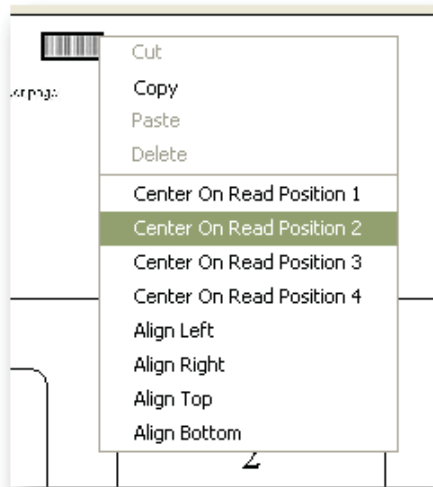 Cut
page
Copy
Paste
Delete
Center On Read Position 1
Center On Read Position 2
Center On Read Position 3
Center On Read Position 4
Align Left
Align Right
Align Top
Align Bottom
2